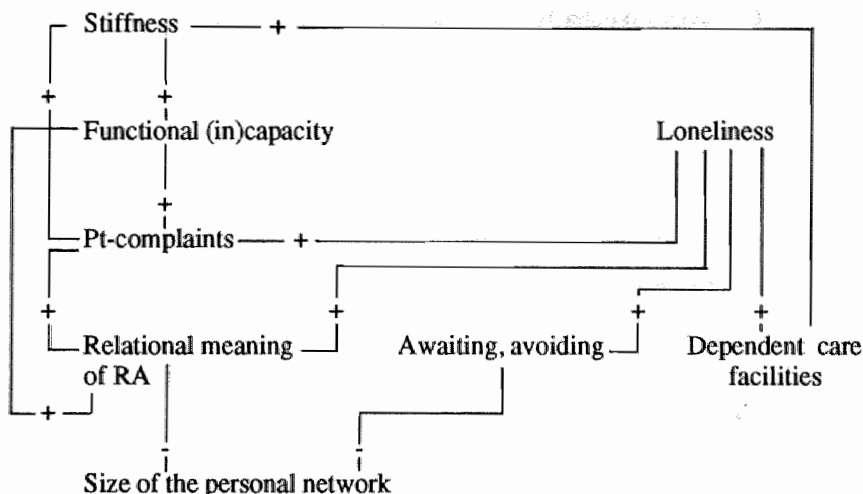 Stiffness +
+ +
Functional (in)capacity Loneliness
+
Pt-complaints +
+ + + +
Relational meaning Awaiting, avoiding Dependent care
of RA facilities
+
- -
Size of the personal network